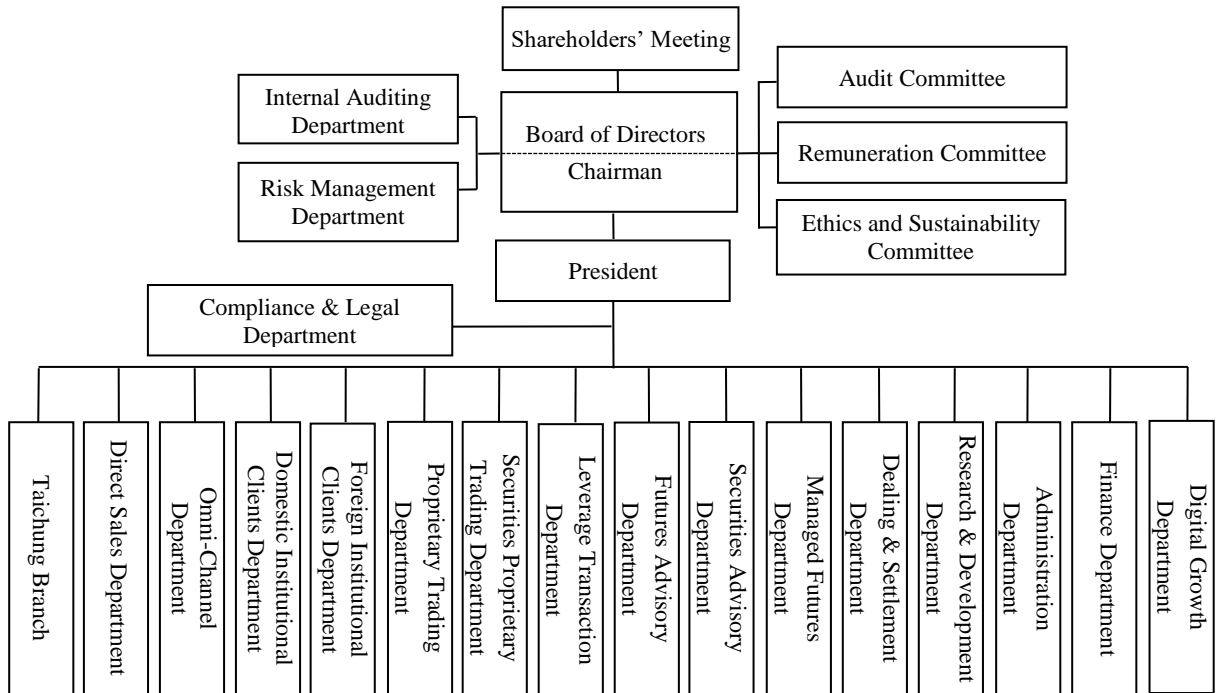 Shareholders’ Meeting
Internal Auditing
Department
Risk Management
Department
Board of Directors
Chairman
Audit Committee
Remuneration Committee
Ethics and Sustainability
Committee
President
Compliance & Legal
Department
Taichung Branch
Direct Sales Department
Omni-Channel
Department
Domestic Institutional
Clients Department
Foreign Institutional
Clients Department
Proprietary Trading
Department
Securities Proprietary
Trading Department
Leverage Transaction
Department
Futures Advisory
Department
Securities Advisory
Department
Managed Futures
Department
Dealing & Settlement
Department
Research & Development
Department
Administration
Department
Finance Department
Digital Growth
Department